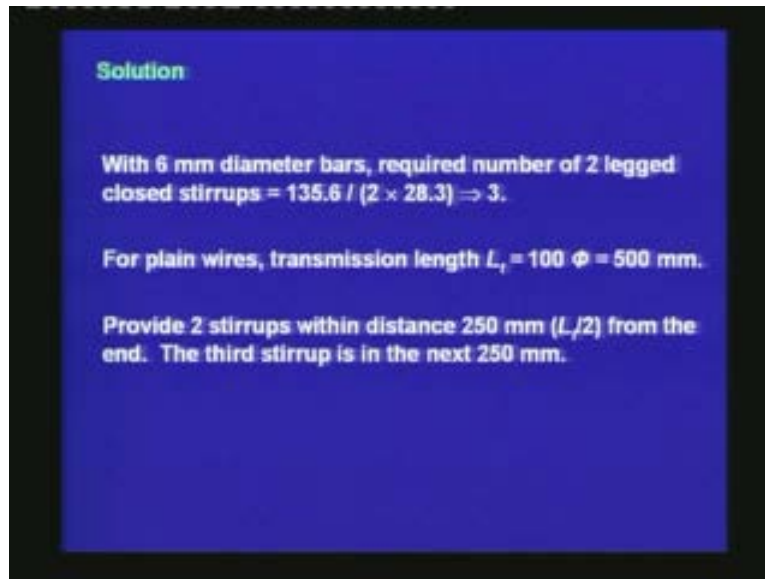 Solution
With 6 mm diameter bars, required number of 2 legged
closed stirrups = 135.6 / (2 × 28.3) ⇒ 3.
For plain wires, transmission length Lₜ = 100 Φ = 500 mm.
Provide 2 stirrups within distance 250 mm (Lₜ/2) from the
end. The third stirrup is in the next 250 mm.